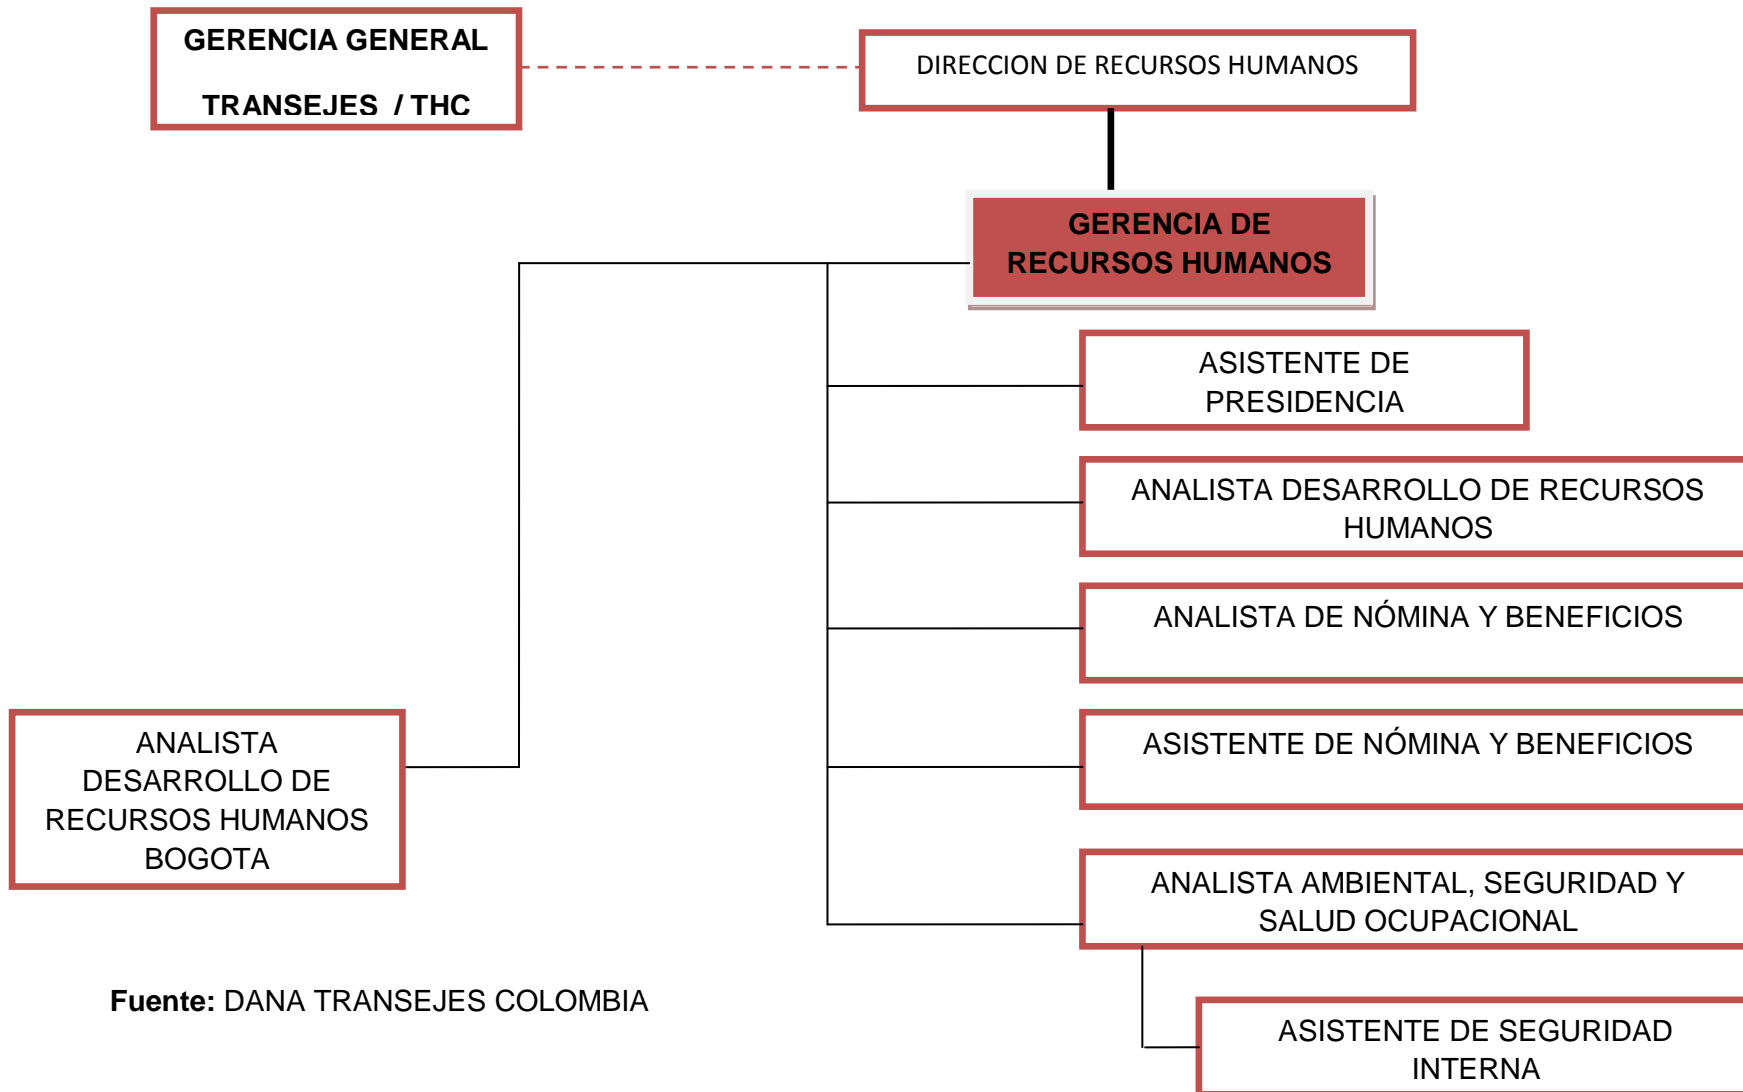 GERENCIA GENERAL
TRANSEJES / THC
DIRECCION DE RECURSOS HUMANOS
GERENCIA DE
RECURSOS HUMANOS
ASISTENTE DE
PRESIDENCIA
ANALISTA DESARROLLO DE RECURSOS
HUMANOS
ANALISTA DE NÓMINA Y BENEFICIOS
ASISTENTE DE NÓMINA Y BENEFICIOS
ANALISTA
DESARROLLO DE
RECURSOS HUMANOS
BOGOTA
ANALISTA AMBIENTAL, SEGURIDAD Y
SALUD OCUPACIONAL
ASISTENTE DE SEGURIDAD
INTERNA
Fuente: DANA TRANSEJES COLOMBIA